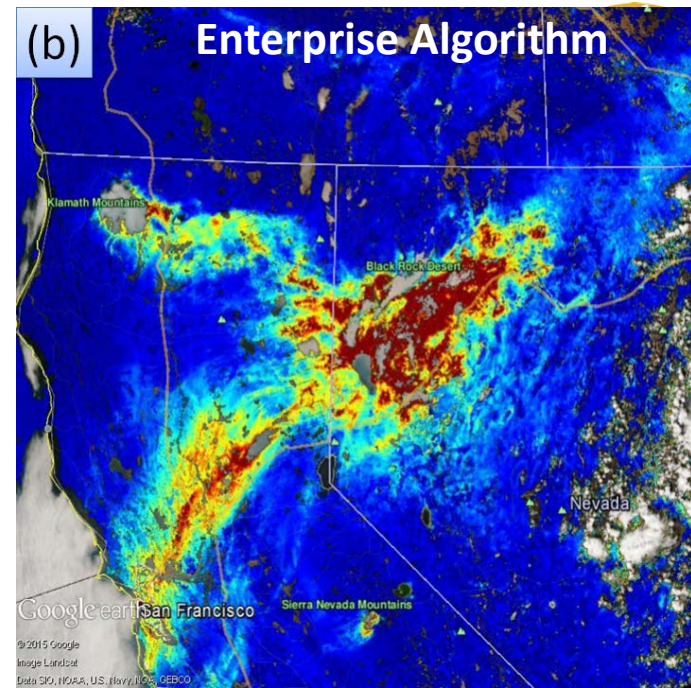 (b)
Enterprise Algorithm
Klamath Mountains
Black Rock Desert
Nevada
Sierra Nevada Mountains
Google earth
San Francisco
© 2015 Google
Image Landsat
Data SIO, NOAA, U.S. Navy, NGA, GEBCO